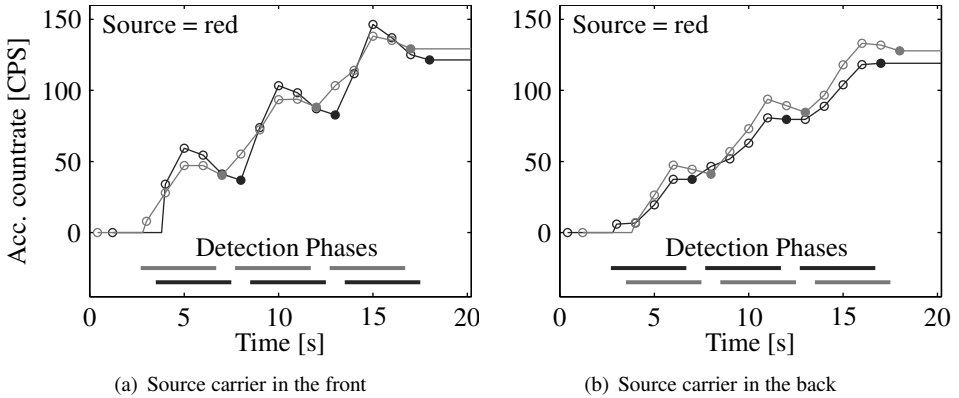 Acc. countrate [CPS]
150
100
50
0
Source = red
Detection Phases
0 5 10 15 20
Time [s]
(a) Source carrier in the front
150
100
50
0
Source = red
Detection Phases
0 5 10 15 20
Time [s]
(b) Source carrier in the back